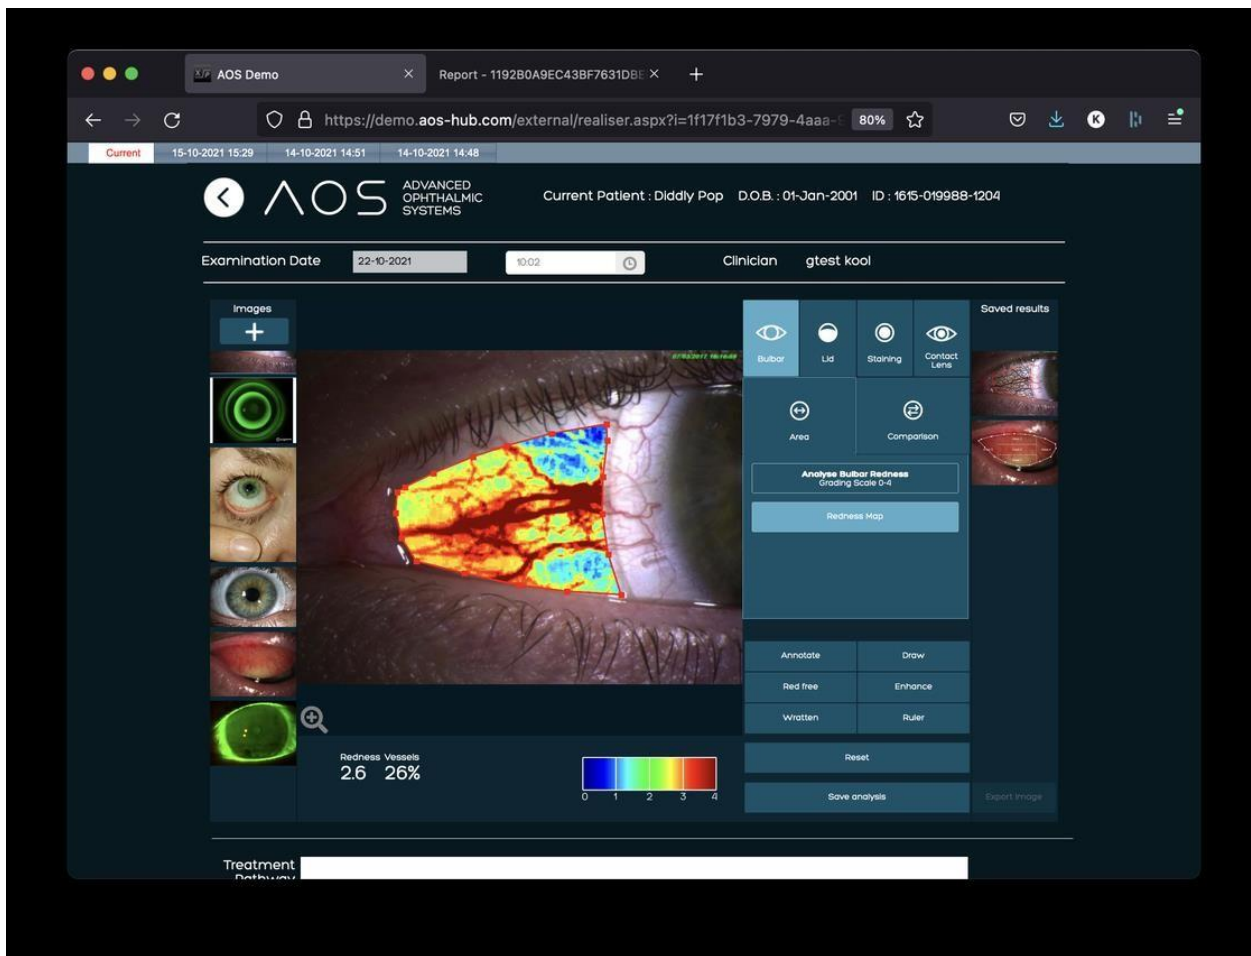 AOS Demo
Report - 1192B0A9EC43BF7631DBE
https://demo.aos-hub.com/external/realiser.aspx?i=1f17f1b3-7979-4aaa-9
80%
K
Current
15-10-2021 15:29
14-10-2021 14:51
14-10-2021 14:48
AOS
ADVANCED
OPHTHALMIC
SYSTEMS
Current Patient : Diddly Pop D.O.B. : 01-Jan-2001 ID : 1615-019988-1204
Examination Date
22-10-2021
10:02
Clinician
gtest kool
Images
Bulbar
Lid
Staining
Contact
Lens
Saved results
Area
Comparison
Analyse Bulbar Redness
Grading Scale 0-4
Redness Map
Annotate
Draw
Red free
Enhance
Wratten
Ruler
Reset
Save analysis
Export Image
Redness Vessels
2.6 26%
0 1 2 3 4
Treatment
Pathway